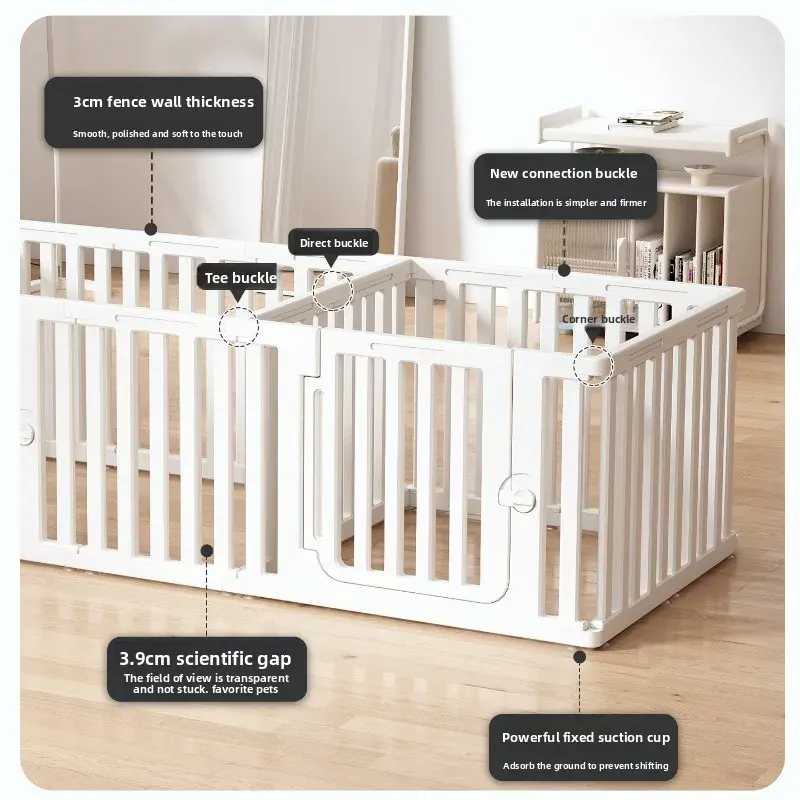 3cm fence wall thickness
Smooth, polished and soft to the touch
New connection buckle
The installation is simpler and firmer
Direct buckle
Tee buckle
Corner buckle
3.9cm scientific gap
The field of view is transparent
and not stuck. favorite pets
Powerful fixed suction cup
Adsorb the ground to prevent shifting